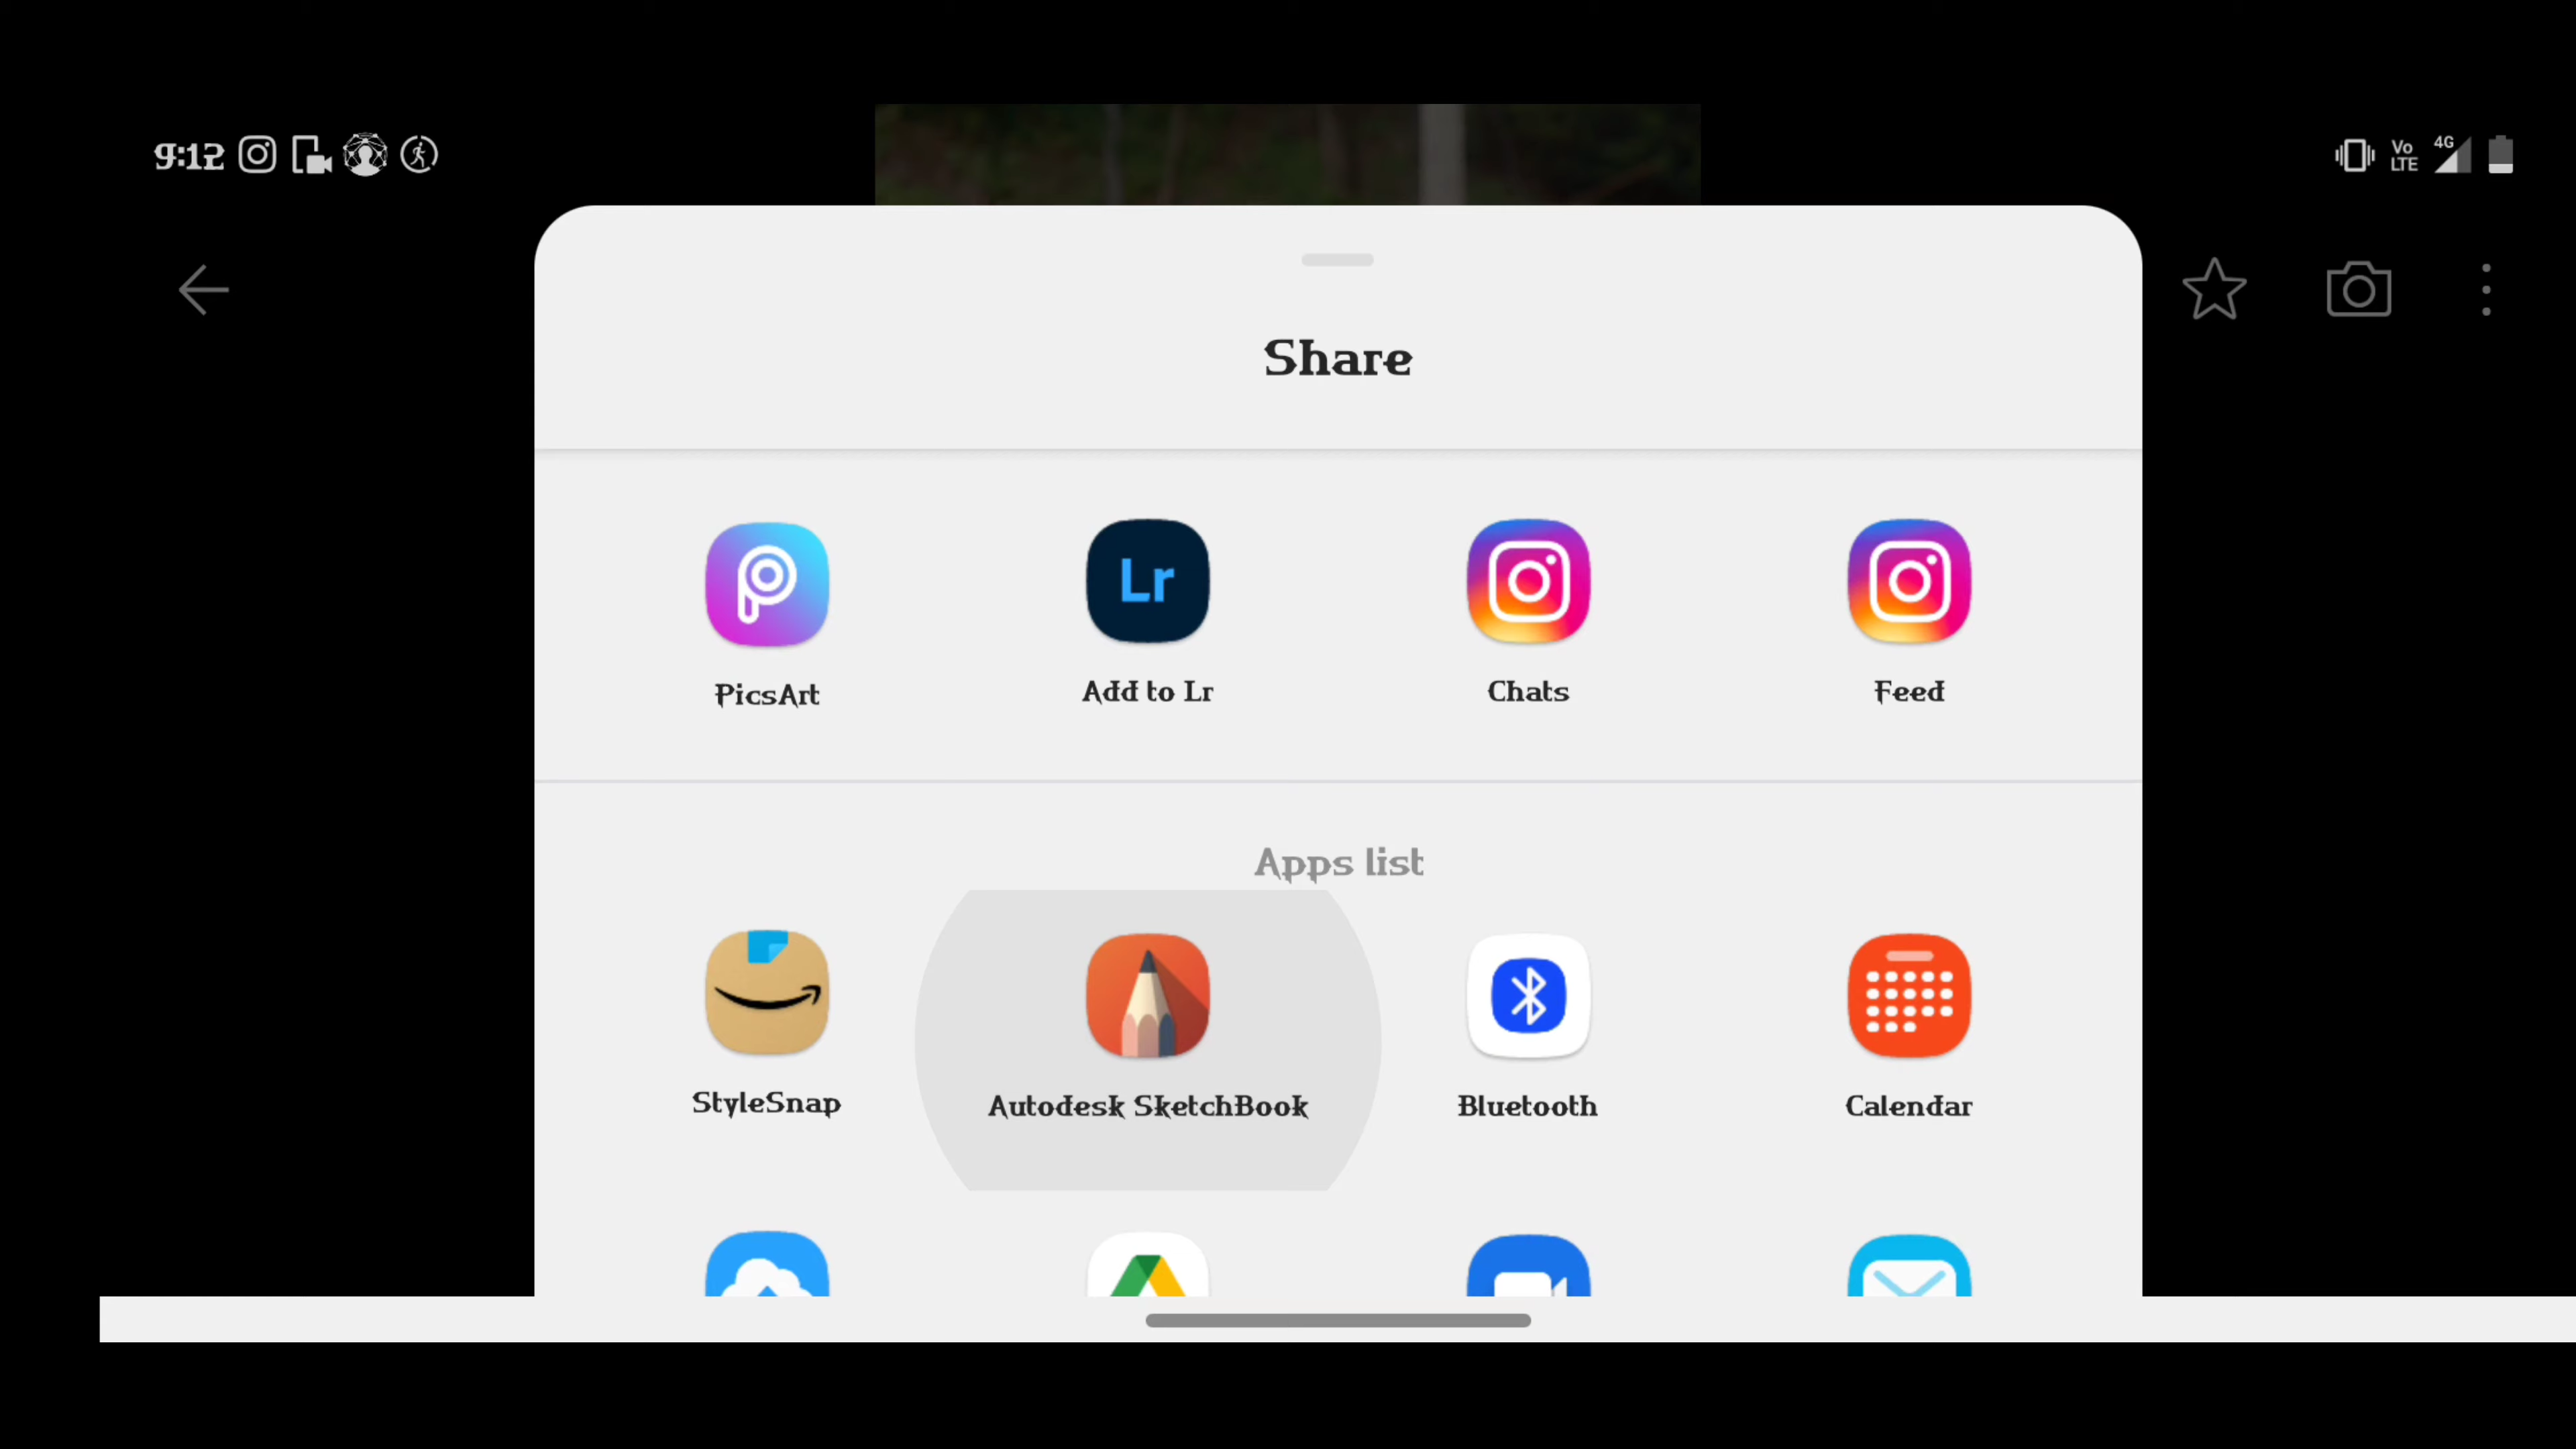 9:12
Vo
LTE
4G
Share
Lr
PicsArt
Add to Lr
Chats
Feed
Apps list
StyleSnap
Autodesk SketchBook
Bluetooth
Calendar